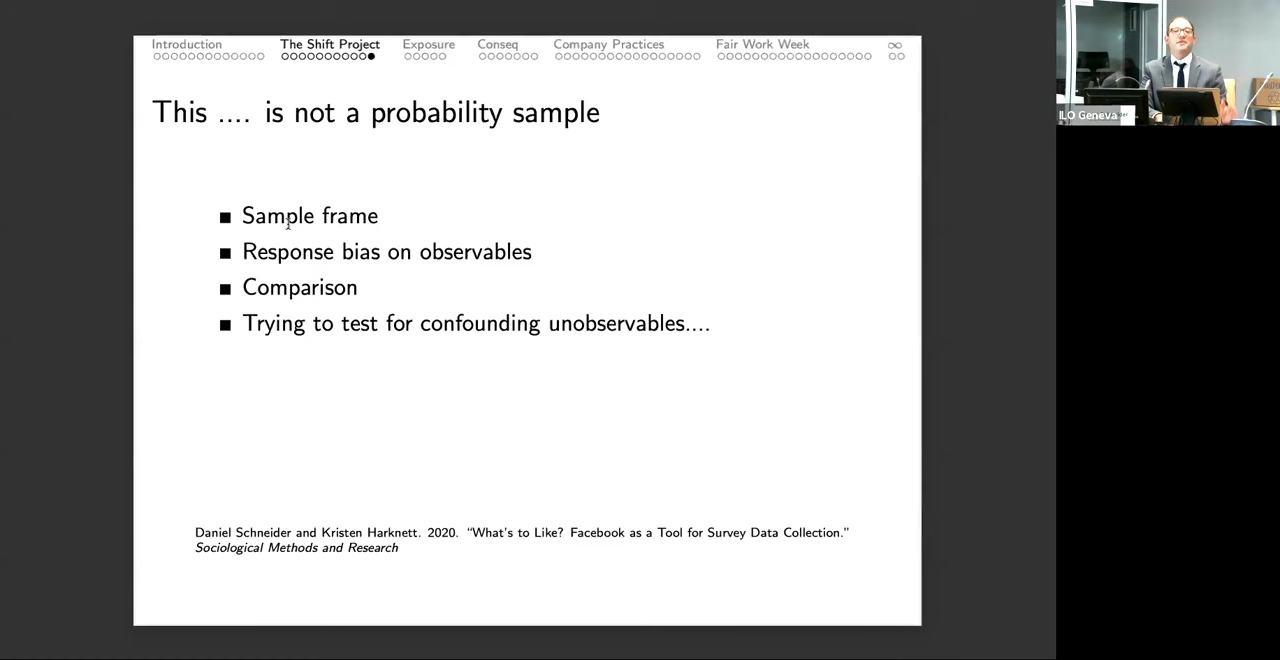 Introduction
The Shift Project
Exposure
Conseq
Company Practices
Fair Work Week
∞
This .... is not a probability sample
Sample frame
Response bias on observables
Comparison
Trying to test for confounding unobservables....
Daniel Schneider and Kristen Harknett. 2020. “What's to Like? Facebook as a Tool for Survey Data Collection.”
Sociological Methods and Research
ILO Geneva